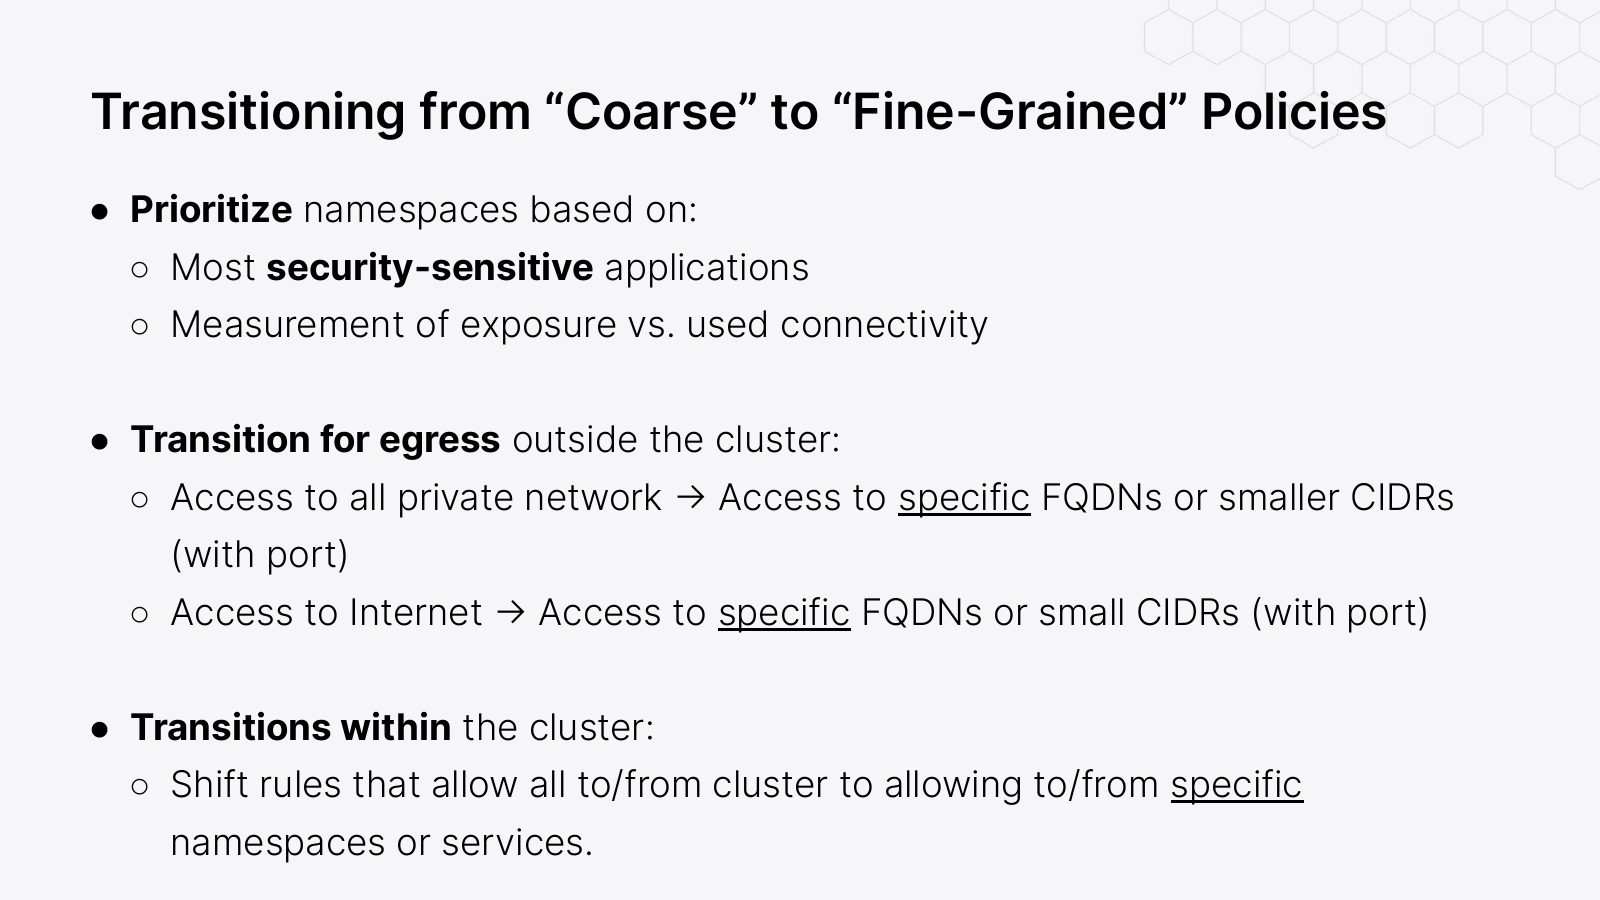 Transitioning from “Coarse” to “Fine-Grained” Policies
● Prioritize namespaces based on:
○ Most security-sensitive applications
○ Measurement of exposure vs. used connectivity
● Transition for egress outside the cluster:
○ Access to all private network → Access to specific FQDNs or smaller CIDRs
(with port)
○ Access to Internet → Access to specific FQDNs or small CIDRs (with port)
● Transitions within the cluster:
○ Shift rules that allow all to/from cluster to allowing to/from specific
namespaces or services.